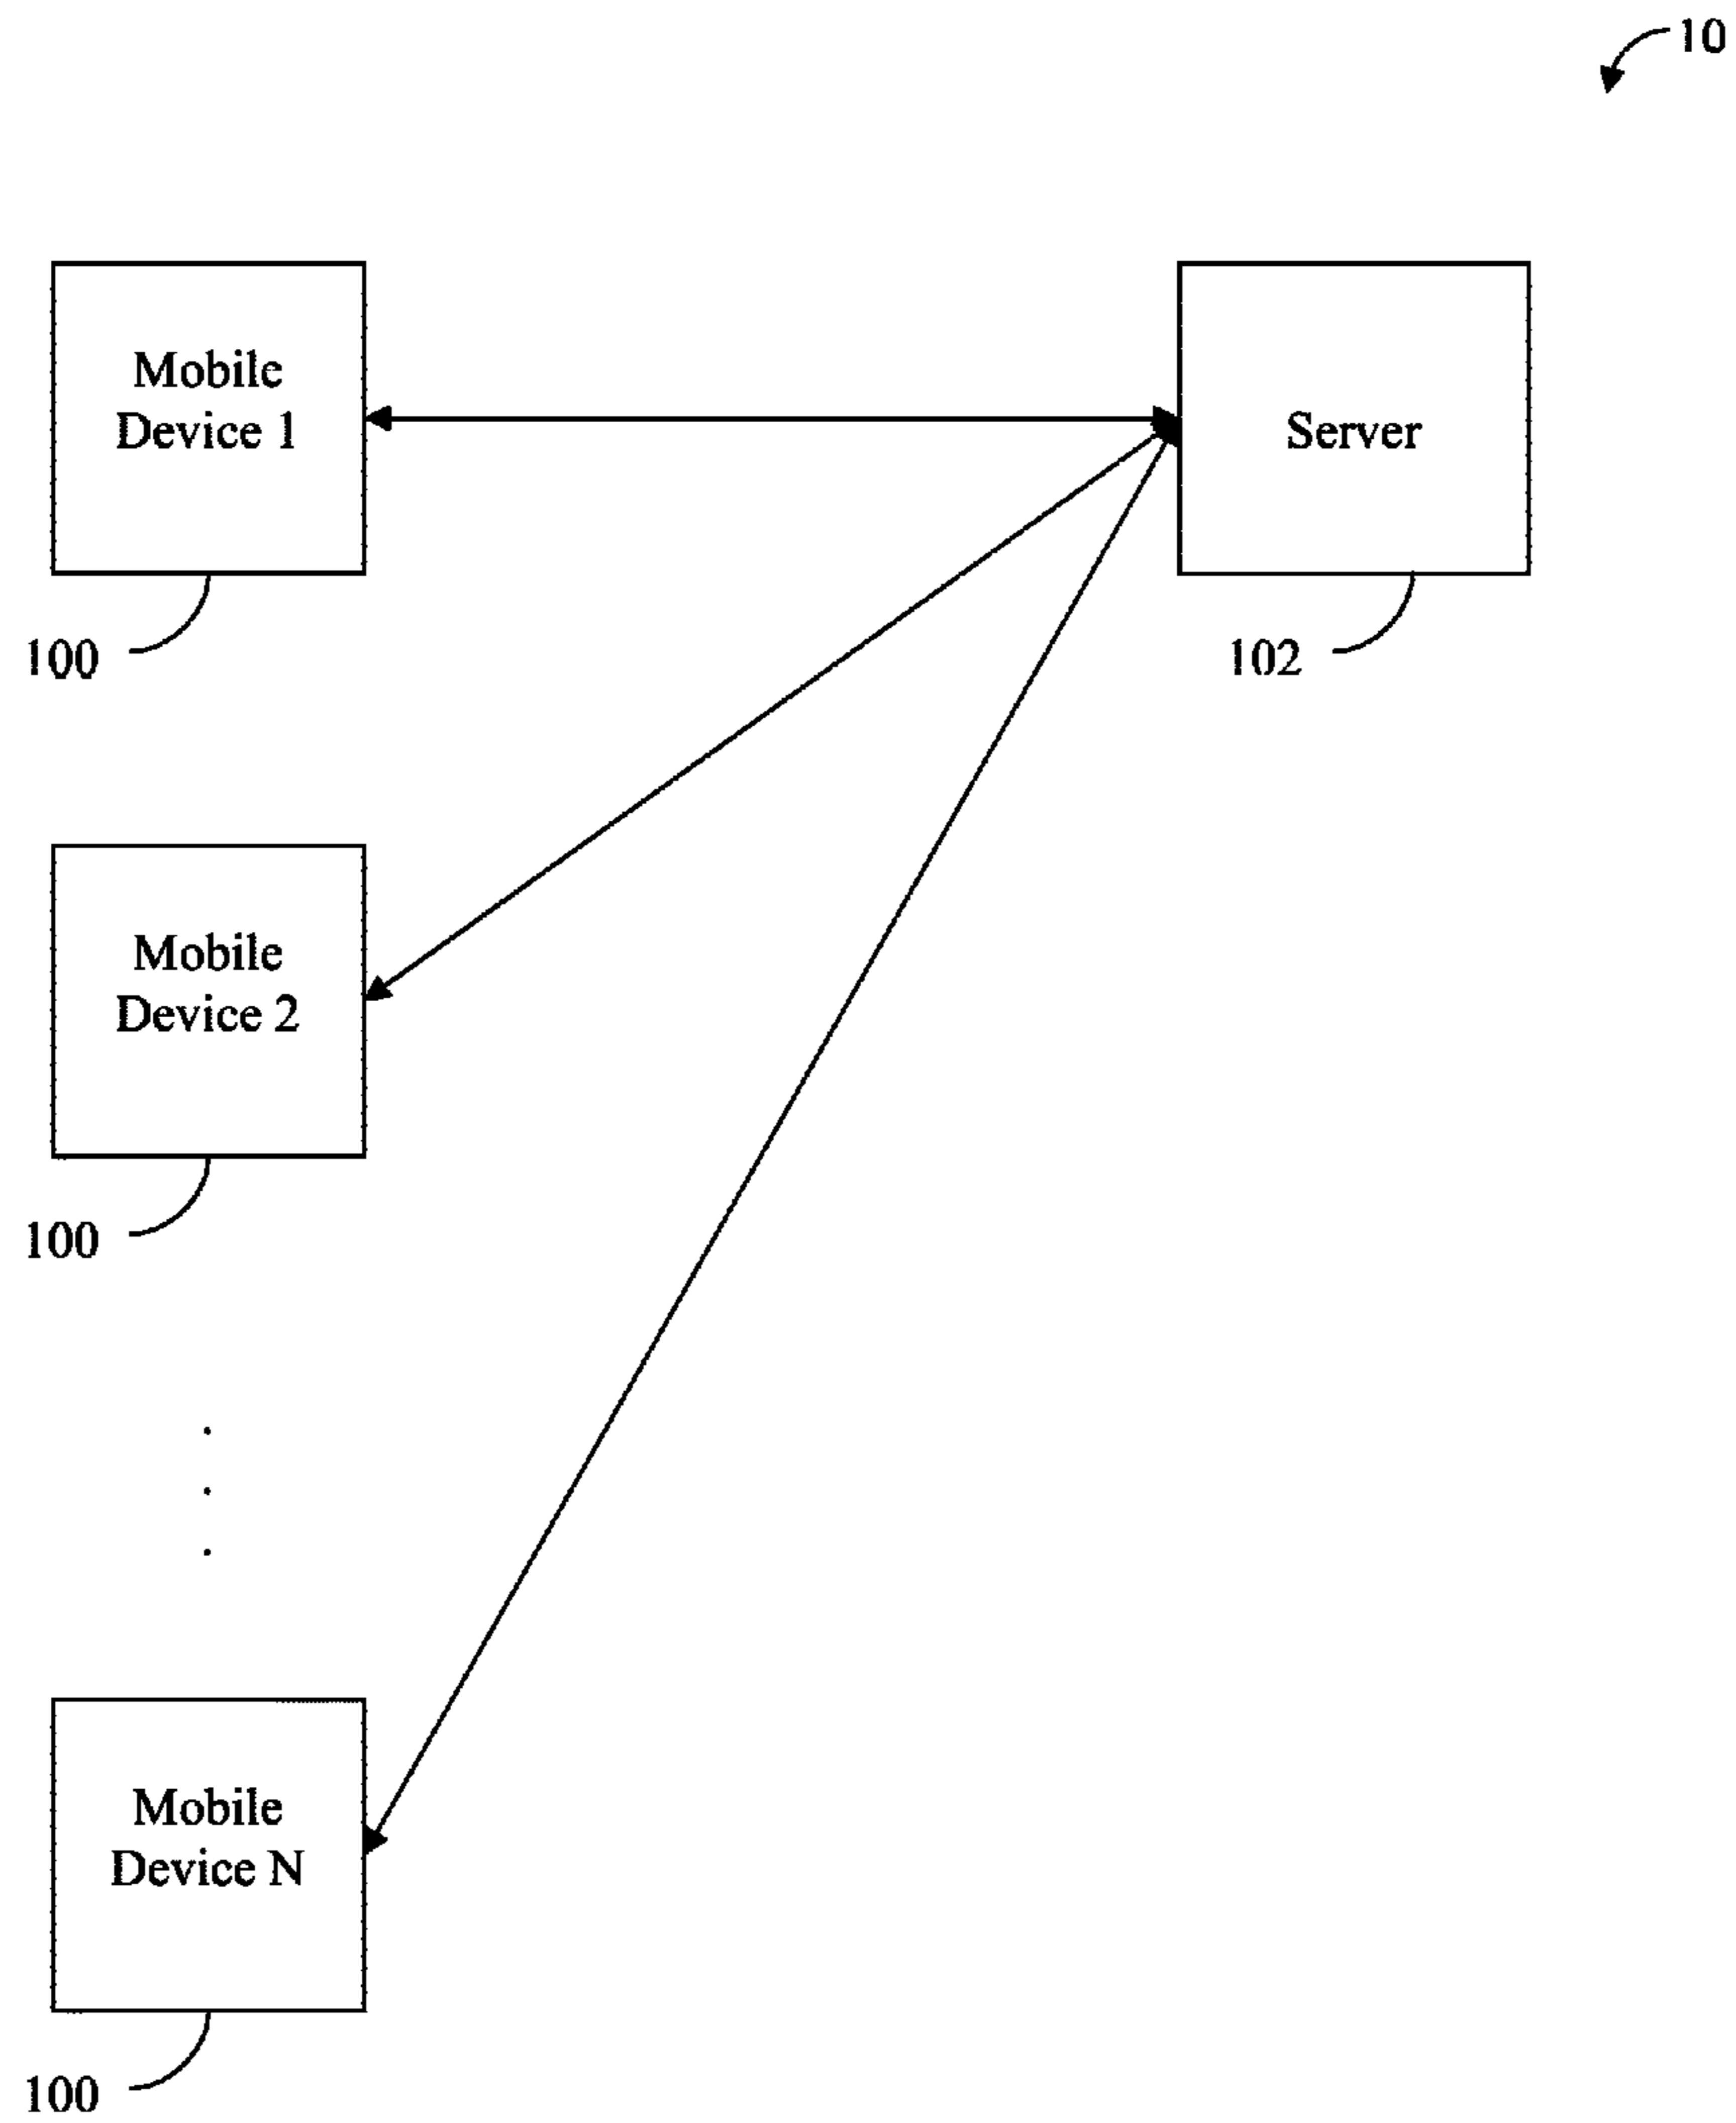 10
Mobile
Device 1
Server
100
102
Mobile
Device 2
100
.
.
.
Mobile
Device N
100